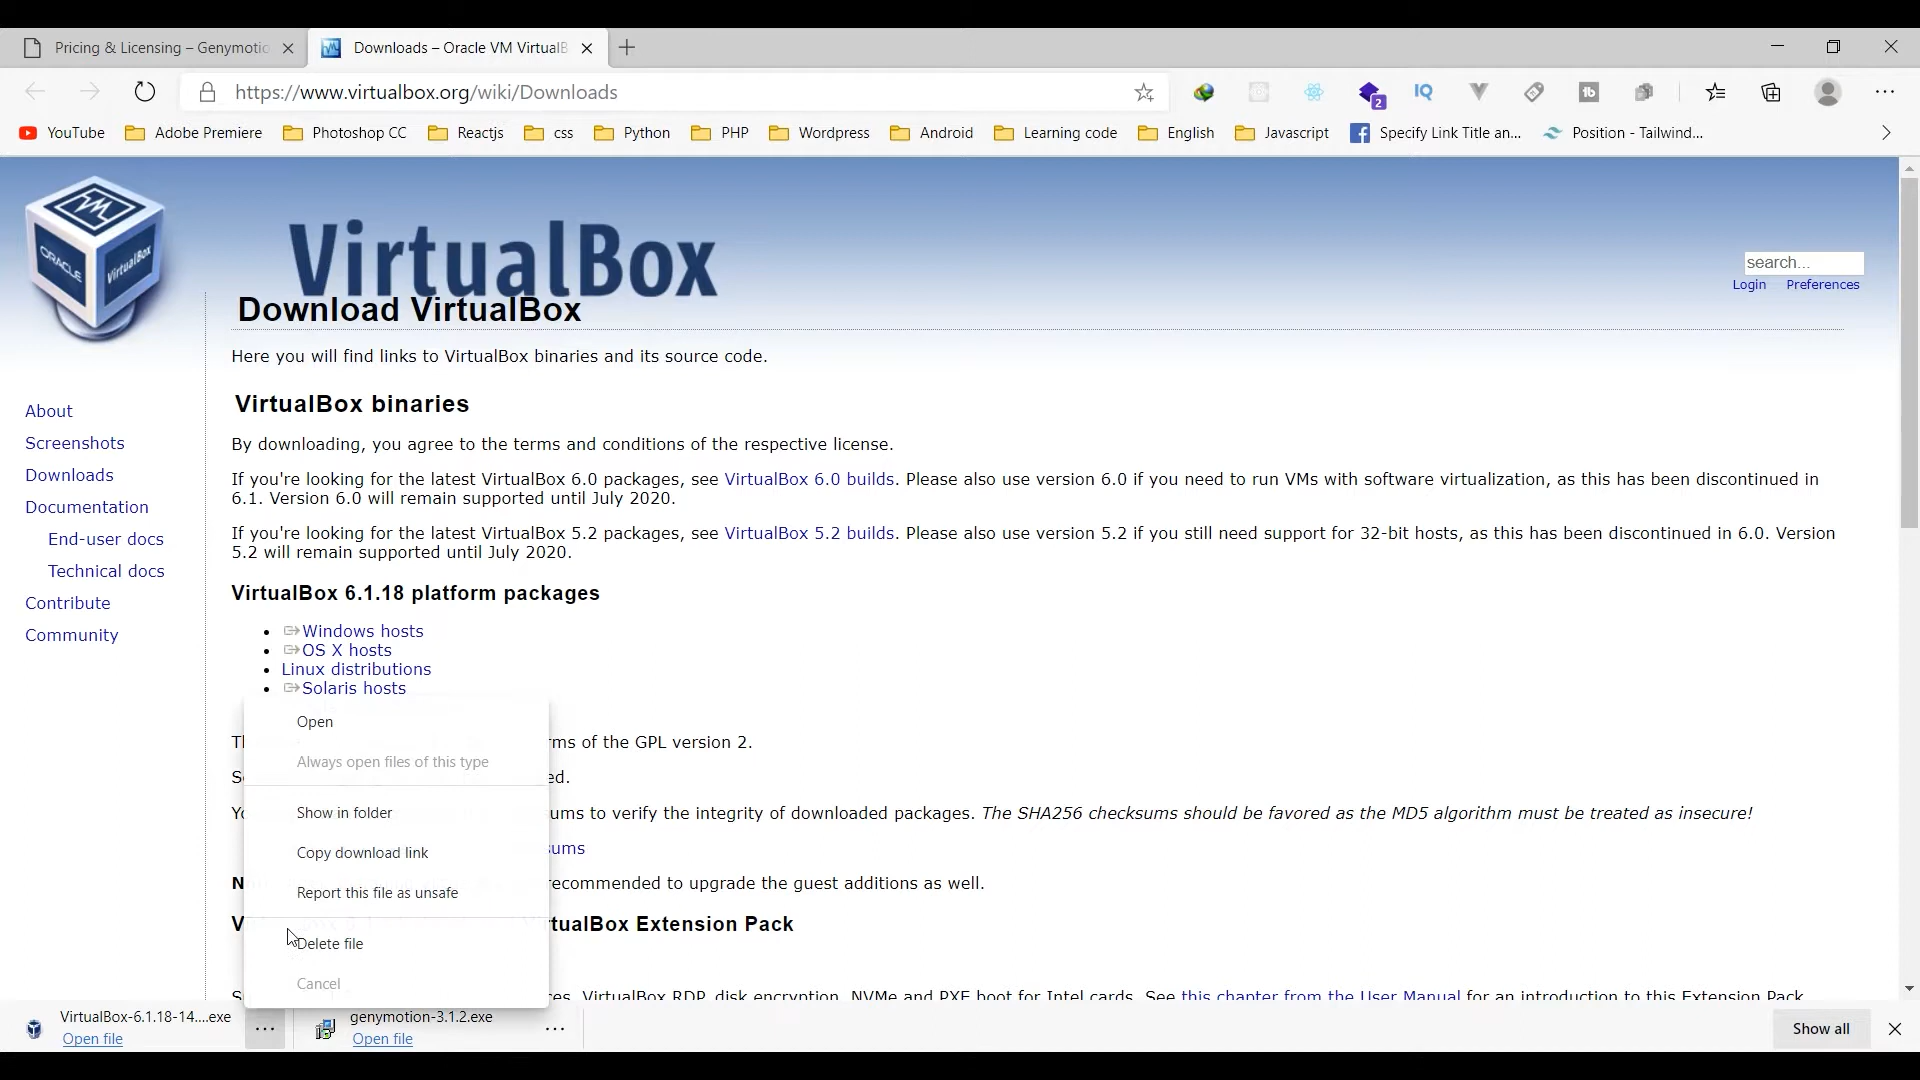 Pricing & Licensing – Genymotio
Downloads – Oracle VM VirtualB
https://www.virtualbox.org/wiki/Downloads
2
IQ
tb
YouTube
Adobe Premiere
Photoshop CC
Reactjs
css
Python
PHP
Wordpress
Android
Learning code
English
Javascript
Specify Link Title an...
Position - Tailwind...
ORACLE
VirtualBox
VirtualBox
search...
Login Preferences
Download VirtualBox
Here you will find links to VirtualBox binaries and its source code.
About
Screenshots
Downloads
Documentation
End-user docs
Technical docs
Contribute
Community
VirtualBox binaries
By downloading, you agree to the terms and conditions of the respective license.
If you're looking for the latest VirtualBox 6.0 packages, see VirtualBox 6.0 builds. Please also use version 6.0 if you need to run VMs with software virtualization, as this has been discontinued in
6.1. Version 6.0 will remain supported until July 2020.
If you're looking for the latest VirtualBox 5.2 packages, see VirtualBox 5.2 builds. Please also use version 5.2 if you still need support for 32-bit hosts, as this has been discontinued in 6.0. Version
5.2 will remain supported until July 2020.
VirtualBox 6.1.18 platform packages
Windows hosts
OS X hosts
Linux distributions
Solaris hosts
Open
rms of the GPL version 2.
Always open files of this type
ed.
Show in folder
ums to verify the integrity of downloaded packages. The SHA256 checksums should be favored as the MD5 algorithm must be treated as insecure!
Copy download link
sums
Report this file as unsafe
recommended to upgrade the guest additions as well.
tualBox Extension Pack
Delete file
Cancel
ces, VirtualBox RDP, disk encryption, NVMe and PXE boot for Intel cards. See this chapter from the User Manual for an introduction to this Extension Pack
VirtualBox-6.1.18-14....exe
Open file
genymotion-3.1.2.exe
Open file
Show all